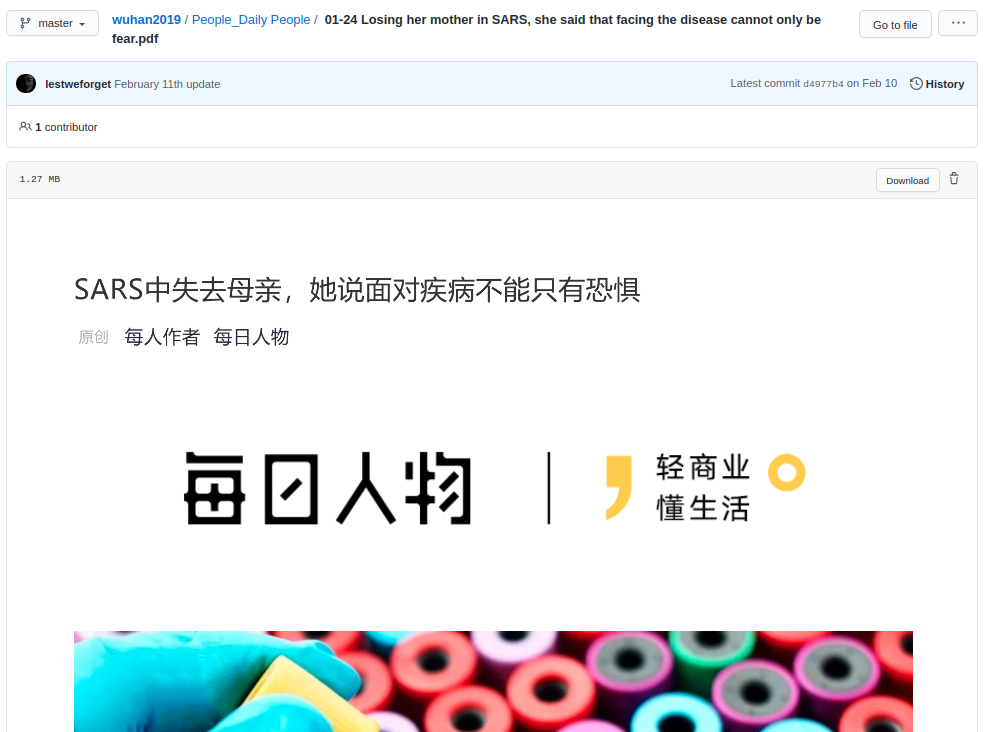 master
wuhan2019 / People_Daily People / 01-24 Losing her mother in SARS, she said that facing the disease cannot only be
fear.pdf
Go to file
···
lestweforget February 11th update
Latest commit d4977b4 on Feb 10
History
1 contributor
1.27 MB
Download
SARS中失去母亲，她说面对疾病不能只有恐惧
原创 每人作者 每日人物
每日人物
轻商业
懂生活